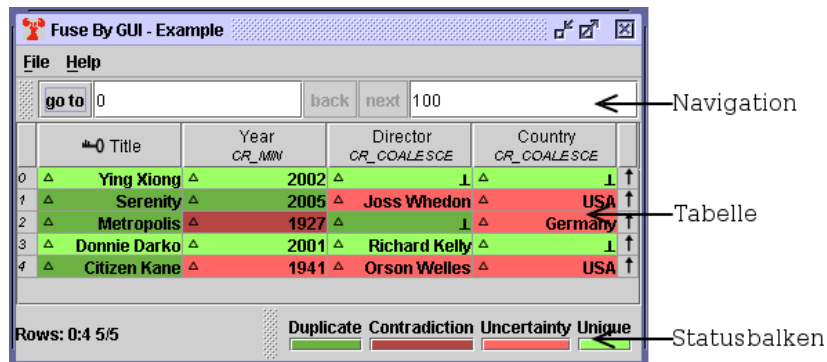 Fuse By GUI - Example
File Help
go to 0 back next 100
Navigation
Title Year Director Country
CR_MIN CR_COALESCE CR_COALESCE
0 Ying Xiong 2002 ⊥ ⊥
1 Serenity 2005 Joss Whedon USA
2 Metropolis 1927 ⊥ Germany
Tabelle
3 Donnie Darko 2001 Richard Kelly ⊥
4 Citizen Kane 1941 Orson Welles USA
Rows: 0:4 5/5 Duplicate Contradiction Uncertainty Unique
Statusbalken